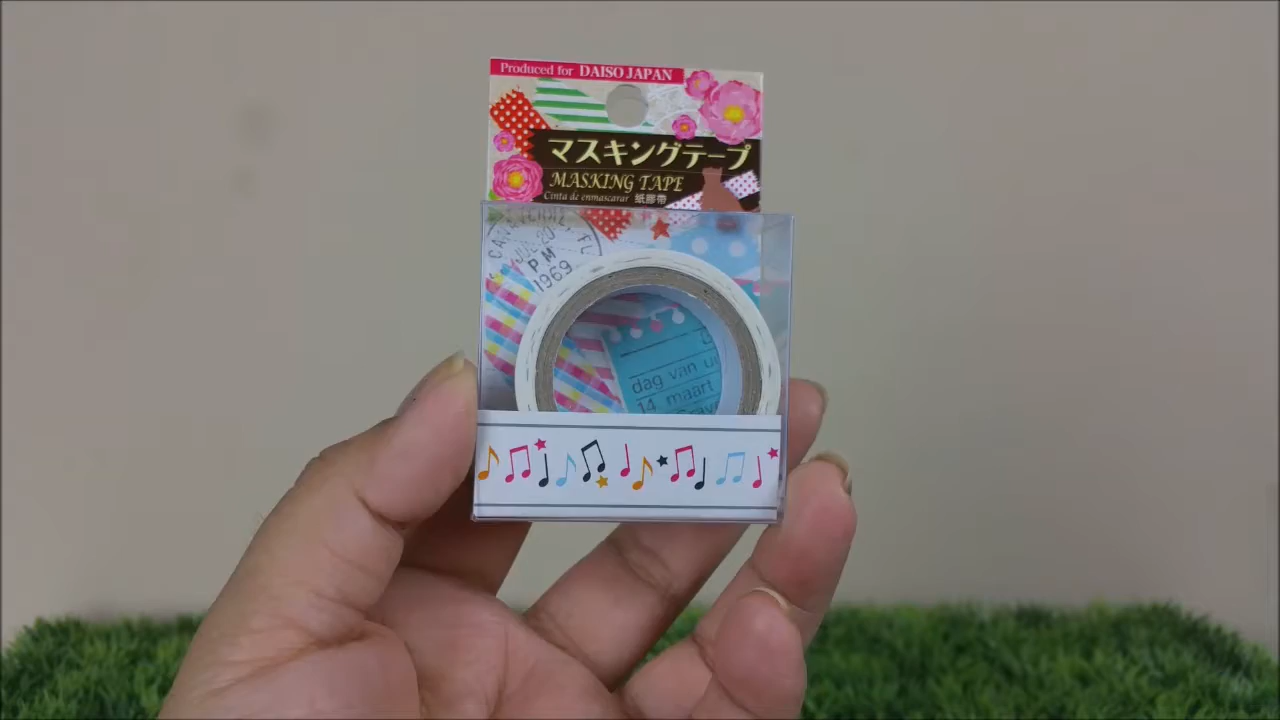 Produced for DAISO JAPAN
マスキングテープ
MASKING TAPE
Cinta de enmascarar 紙膠帶
P.M
1969
dag van
14 maart